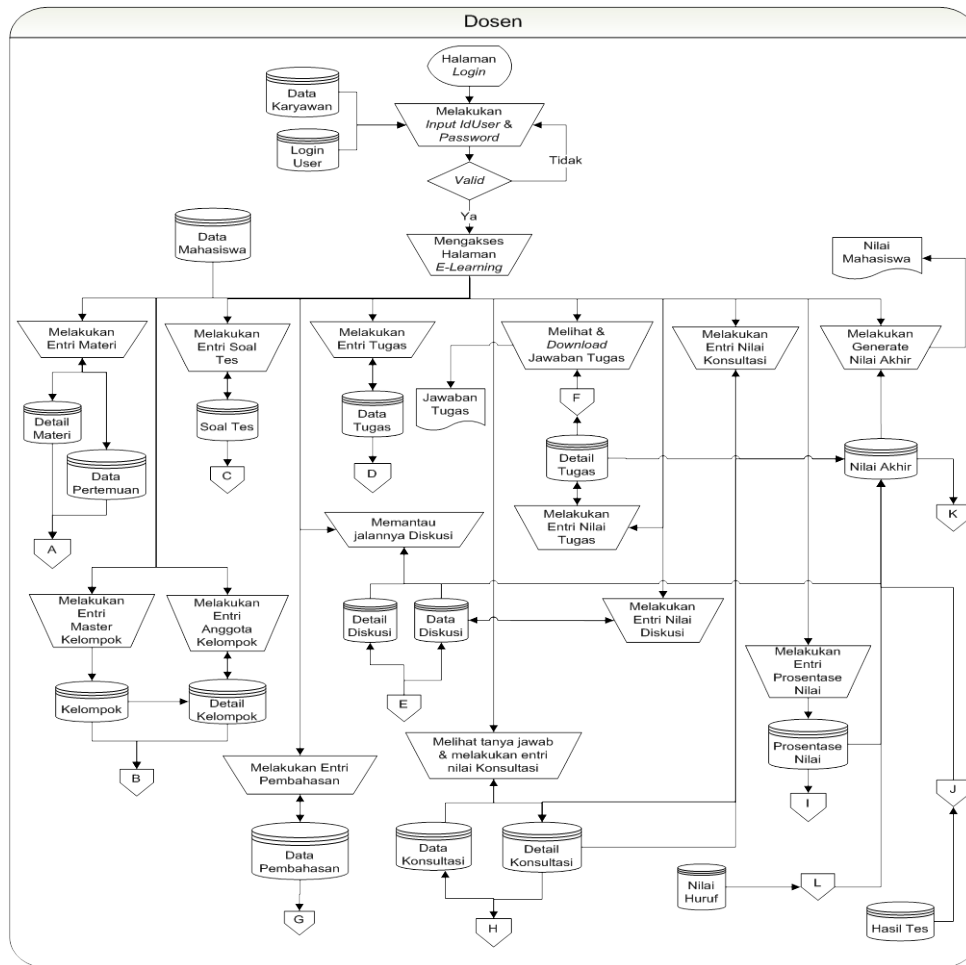 Dosen
Halaman
Login
Data
Karyawan
Melakukan
Input IdUser &
Password
Login
User
Tidak
Valid
Ya
Data
Mahasiswa
Mengakses
Halaman
E-Learning
Nilai
Mahasiswa
Melakukan
Entri Materi
Melakukan
Entri Soal
Tes
Melakukan
Entri Tugas
Melihat &
Download
Jawaban Tugas
Melakukan
Entri Nilai
Konsultasi
Melakukan
Generate
Nilai Akhir
Detail
Materi
Soal Tes
Data
Tugas
Jawaban
Tugas
F
Data
Pertemuan
C
D
Detail
Tugas
Nilai Akhir
A
Memantau
jalannya Diskusi
Melakukan
Entri Nilai
Tugas
K
Melakukan
Entri
Master
Kelompok
Melakukan
Entri
Anggota
Kelompok
Detail
Diskusi
Data
Diskusi
Melakukan
Entri Nilai
Diskusi
Melakukan
Entri
Prosentase
Nilai
Kelompok
Detail
Kelompok
E
B
Melakukan Entri
Pembahasan
Melihat tanya jawab
& melakukan entri
nilai Konsultasi
Prosentase
Nilai
I
J
Data
Pembahasan
Data
Konsultasi
Detail
Konsultasi
Nilai
Huruf
L
G
H
Hasil Tes